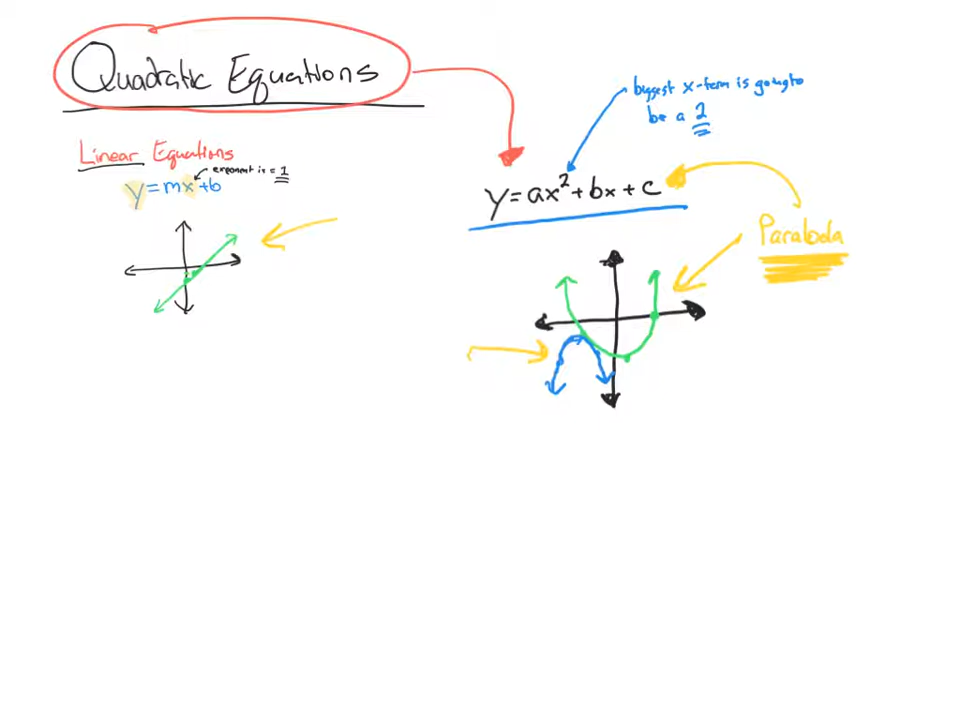 Quadratic Equations
Linear Equations
exponent is = 1
y = mx + b
biggest x-term is going to
be a 2
y = ax² + bx + c
Parabola